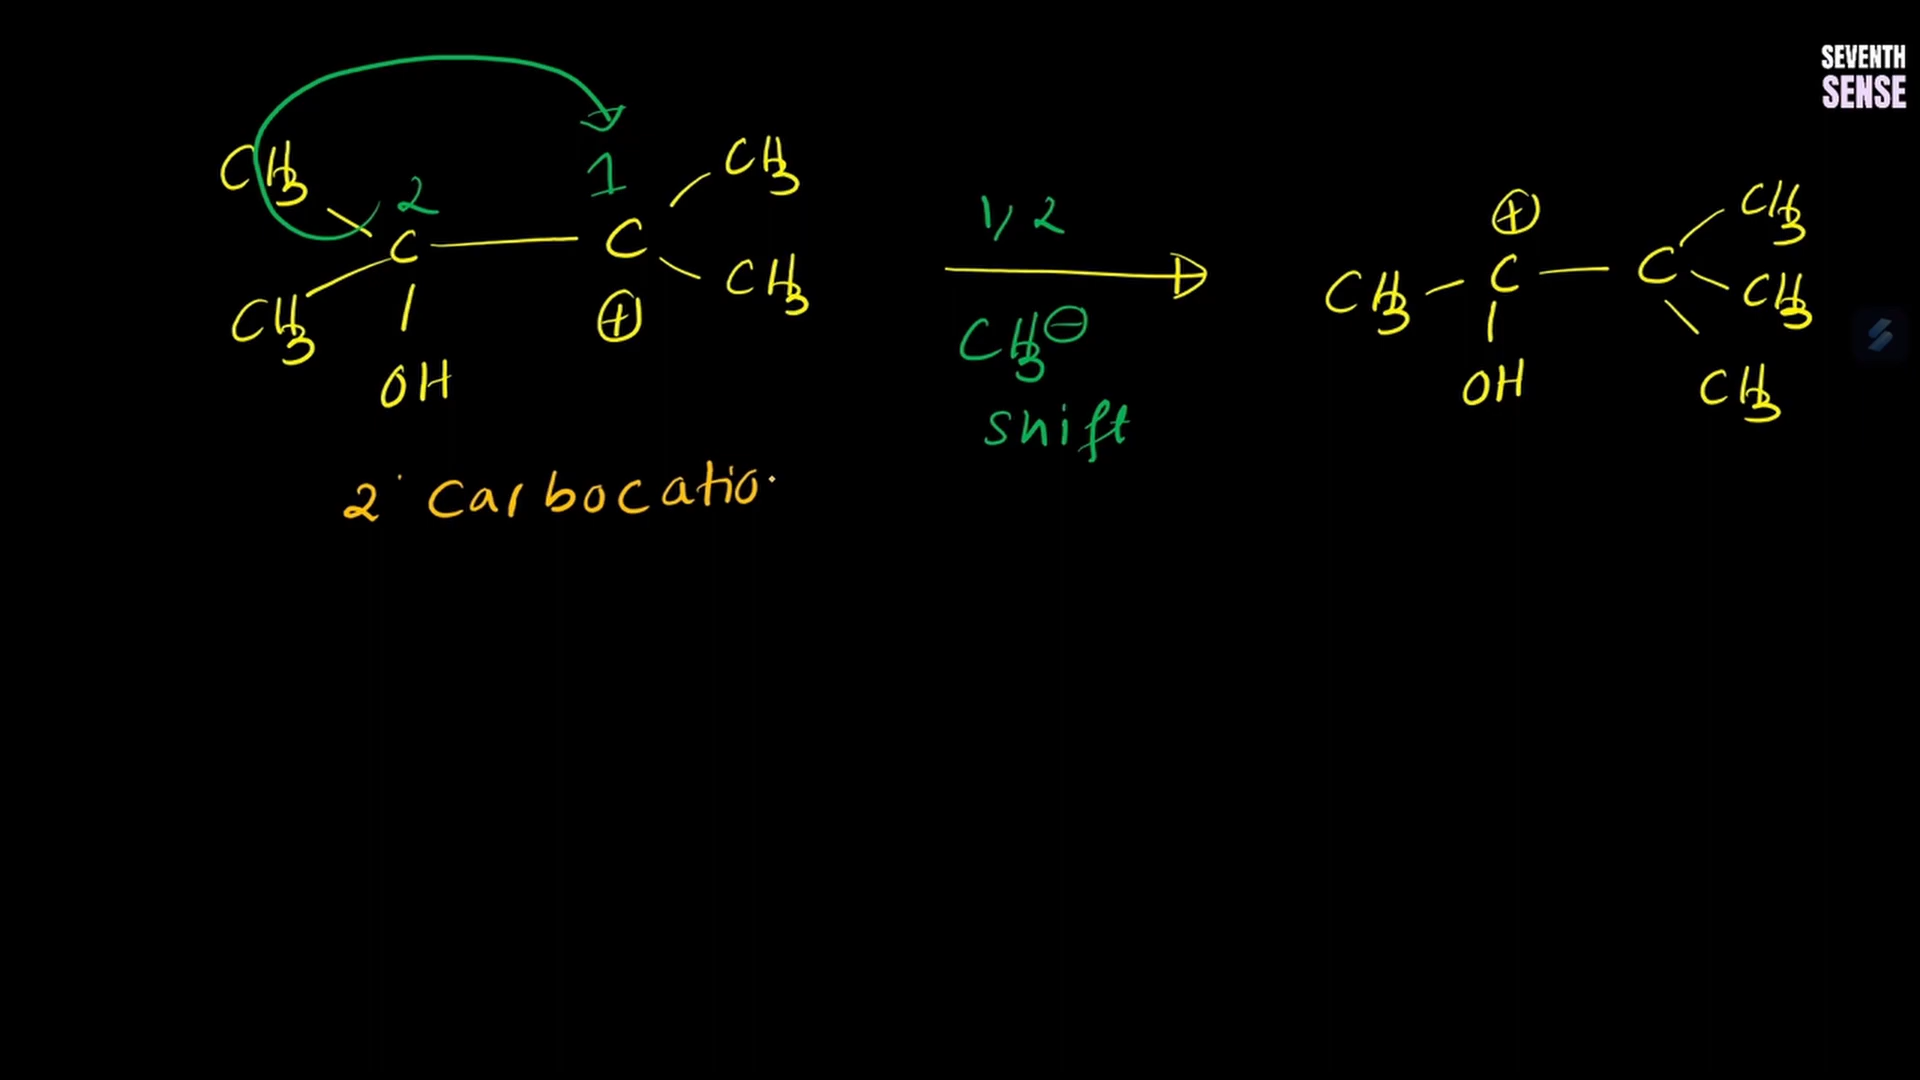 SEVENTH
SENSE
CH3 2 1 CH3
C C
CH3 OH ⊕ CH3
1,2
CH3⊖
shift
⊕ CH3
CH3 C C CH3
OH CH3
2° Carbocatio